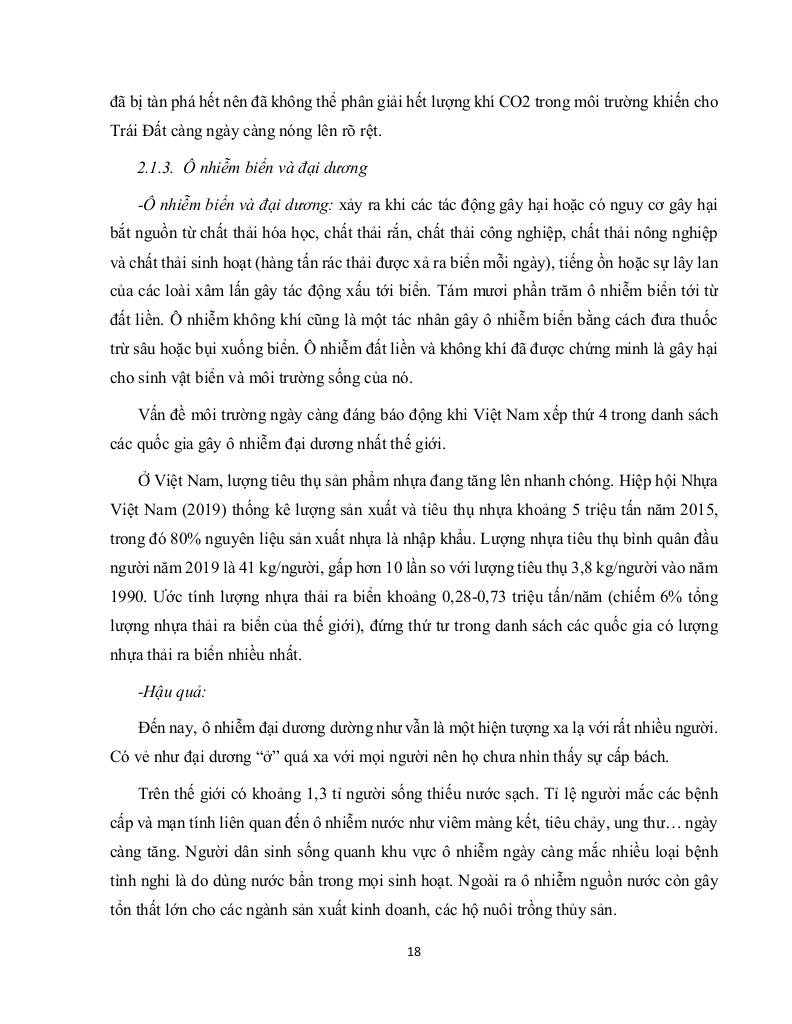 đã bị tàn phá hết nên đã không thể phân giải hết lượng khí CO2 trong môi trường khiến cho
Trái Đất càng ngày càng nóng lên rõ rệt.
2.1.3. Ô nhiễm biển và đại dương
-Ô nhiễm biển và đại dương: xảy ra khi các tác động gây hại hoặc có nguy cơ gây hại
bắt nguồn từ chất thải hóa học, chất thải rắn, chất thải công nghiệp, chất thải nông nghiệp
và chất thải sinh hoạt (hàng tấn rác thải được xả ra biển mỗi ngày), tiếng ồn hoặc sự lây lan
của các loài xâm lấn gây tác động xấu tới biển. Tám mươi phần trăm ô nhiễm biển tới từ
đất liền. Ô nhiễm không khí cũng là một tác nhân gây ô nhiễm biển bằng cách đưa thuốc
trừ sâu hoặc bụi xuống biển. Ô nhiễm đất liền và không khí đã được chứng minh là gây hại
cho sinh vật biển và môi trường sống của nó.
Vấn đề môi trường ngày càng đáng báo động khi Việt Nam xếp thứ 4 trong danh sách
các quốc gia gây ô nhiễm đại dương nhất thế giới.
Ở Việt Nam, lượng tiêu thụ sản phẩm nhựa đang tăng lên nhanh chóng. Hiệp hội Nhựa
Việt Nam (2019) thống kê lượng sản xuất và tiêu thụ nhựa khoảng 5 triệu tấn năm 2015,
trong đó 80% nguyên liệu sản xuất nhựa là nhập khẩu. Lượng nhựa tiêu thụ bình quân đầu
người năm 2019 là 41 kg/người, gấp hơn 10 lần so với lượng tiêu thụ 3,8 kg/người vào năm
1990. Ước tính lượng nhựa thải ra biển khoảng 0,28-0,73 triệu tấn/năm (chiếm 6% tổng
lượng nhựa thải ra biển của thế giới), đứng thứ tư trong danh sách các quốc gia có lượng
nhựa thải ra biển nhiều nhất.
-Hậu quả:
Đến nay, ô nhiễm đại dương dường như vẫn là một hiện tượng xa lạ với rất nhiều người.
Có vẻ như đại dương “ở” quá xa với mọi người nên họ chưa nhìn thấy sự cấp bách.
Trên thế giới có khoảng 1,3 tỉ người sống thiếu nước sạch. Tỉ lệ người mắc các bệnh
cấp và mạn tính liên quan đến ô nhiễm nước như viêm màng kết, tiêu chảy, ung thư… ngày
càng tăng. Người dân sinh sống quanh khu vực ô nhiễm ngày càng mắc nhiều loại bệnh
tình nghi là do dùng nước bẩn trong mọi sinh hoạt. Ngoài ra ô nhiễm nguồn nước còn gây
tổn thất lớn cho các ngành sản xuất kinh doanh, các hộ nuôi trồng thủy sản.
18